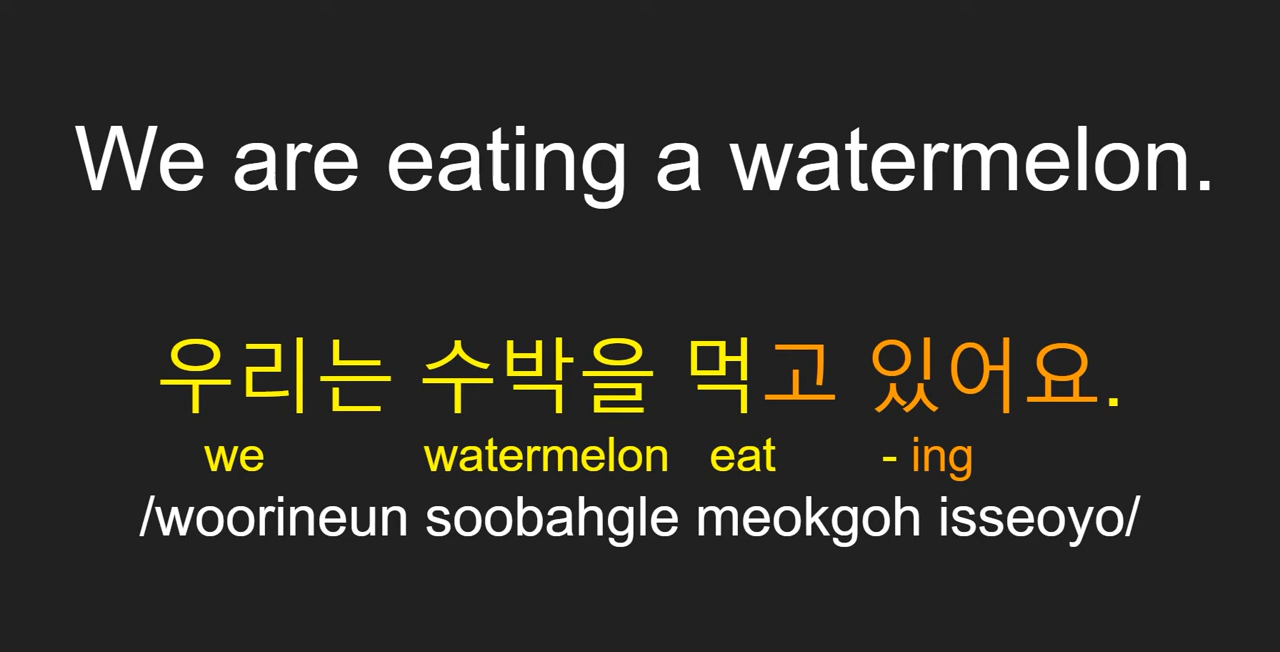 We are eating a watermelon.
우리는 수박을 먹고 있어요.
we watermelon eat - ing
/woorineun soobahgle meokgoh isseoyo/